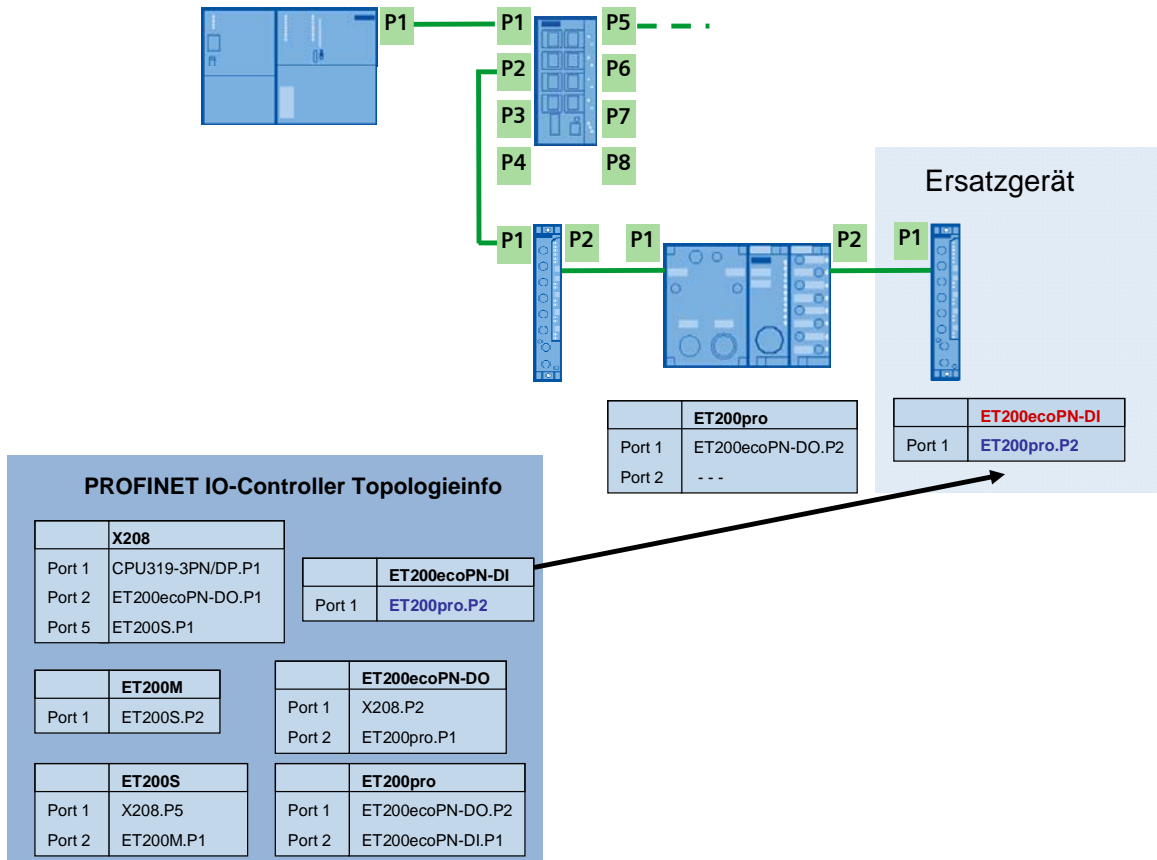 P1 P1 P5
P2 P6
P3 P7
P4 P8
Ersatzgerät
P1 P2 P1 P2 P1
ET200pro
Port 1 ET200ecoPN-DO.P2
Port 2 - - -
ET200ecoPN-DI
Port 1 ET200pro.P2
PROFINET IO-Controller Topologieinfo
X208
Port 1 CPU319-3PN/DP.P1
Port 2 ET200ecoPN-DO.P1
Port 5 ET200S.P1
ET200ecoPN-DI
Port 1 ET200pro.P2
ET200M
Port 1 ET200S.P2
ET200ecoPN-DO
Port 1 X208.P2
Port 2 ET200pro.P1
ET200S
Port 1 X208.P5
Port 2 ET200M.P1
ET200pro
Port 1 ET200ecoPN-DO.P2
Port 2 ET200ecoPN-DI.P1